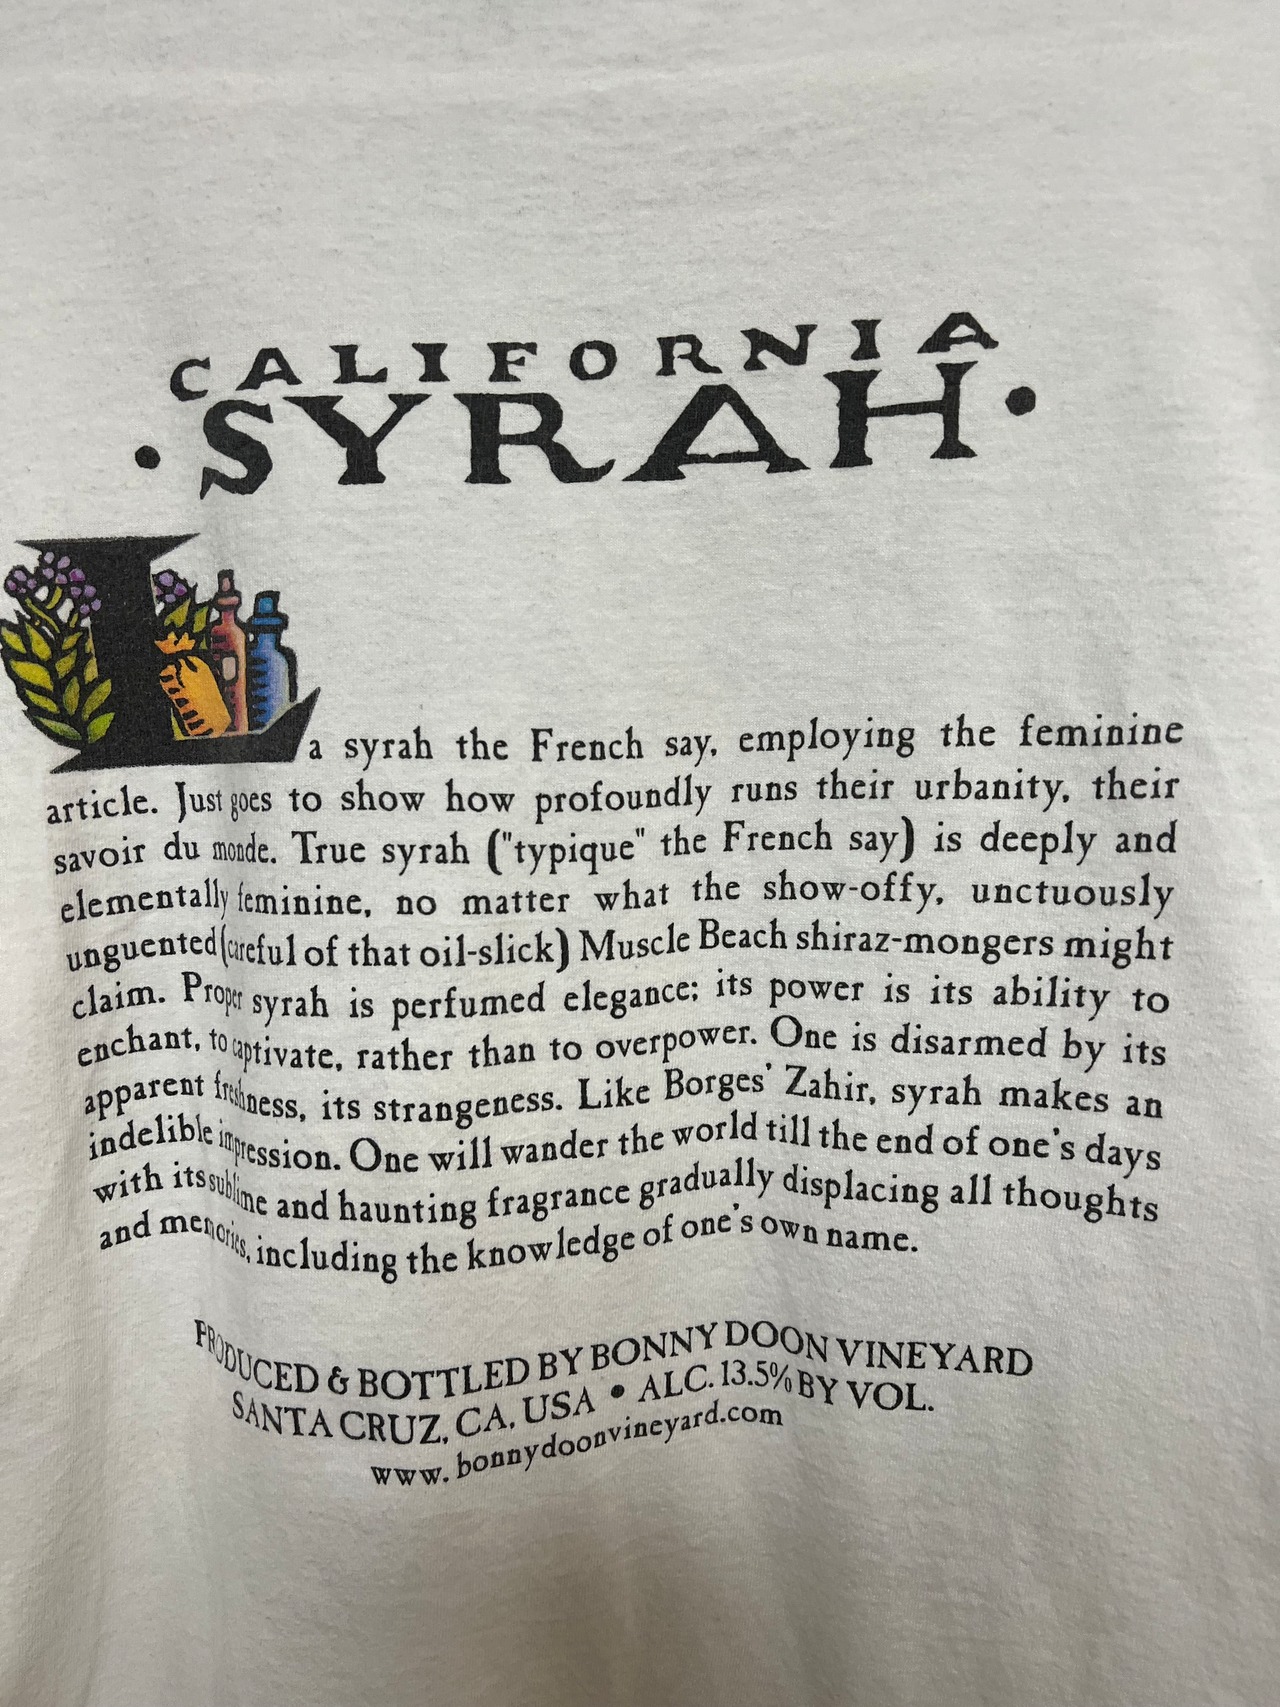 CALIFORNIA
• SYRAH •
La syrah the French say, employing the feminine
article. Just goes to show how profoundly runs their urbanity, their
savoir du monde. True syrah ("typique" the French say) is deeply and
elementally feminine, no matter what the show-offy, unctuously
unguented (careful of that oil-slick) Muscle Beach shiraz-mongers might
claim. Proper syrah is perfumed elegance; its power is its ability to
enchant, to captivate, rather than to overpower. One is disarmed by its
apparent freshness, its strangeness. Like Borges' Zahir, syrah makes an
indelible impression. One will wander the world till the end of one's days
with its sublime and haunting fragrance gradually displacing all thoughts
and memories, including the knowledge of one's own name.
PRODUCED & BOTTLED BY BONNY DOON VINEYARD
SANTA CRUZ, CA, USA • ALC. 13.5% BY VOL.
www.bonnydoonvineyard.com